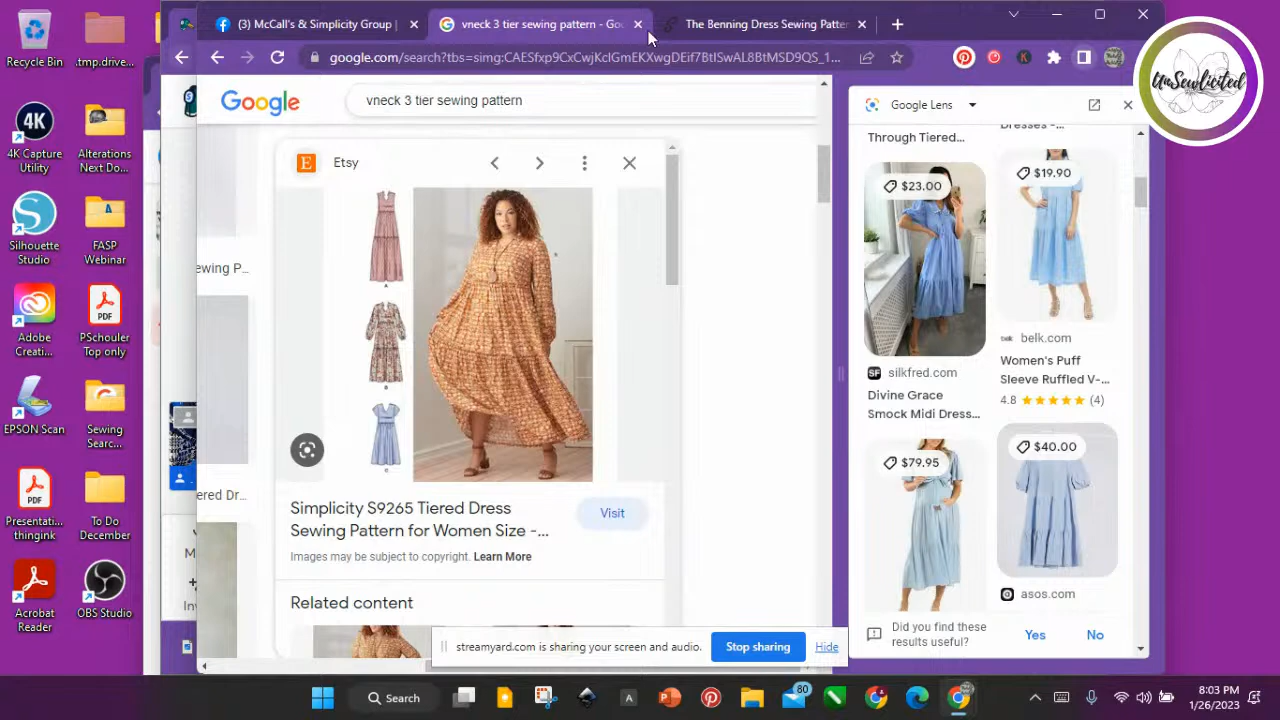 Recycle Bin
.tmp.drive...
4K Capture
Utility
Alterations
Next Do...
Silhouette
Studio
FASP
Webinar
Adobe
Creati...
PSchouler
Top only
EPSON Scan
Sewing
Searc...
Presentati...
thingink
To Do
December
Acrobat
Reader
OBS Studio
(3) McCall's & Simplicity Group |
vneck 3 tier sewing pattern - Goo
The Benning Dress Sewing Patter
google.com/search?tbs=simg:CAESfxp9CxCwjKclGmEKXwgDEif7BtISwAL8BtMSD9QS_1...
Google
vneck 3 tier sewing pattern
Etsy
A
B
C
ewing P...
ered Dr...
Simplicity S9265 Tiered Dress
Sewing Pattern for Women Size -...
Visit
Images may be subject to copyright. Learn More
Related content
Google Lens
Through Tiered...
Dresses -...
$23.00
$19.90
silkfred.com
Divine Grace
Smock Midi Dress...
belk.com
Women's Puff
Sleeve Ruffled V-...
4.8
(4)
$79.95
$40.00
asos.com
Did you find these
results useful?
Yes
No
streamyard.com is sharing your screen and audio.
Stop sharing
Hide
UnSewlicited
Search
80
8:03 PM
1/26/2023